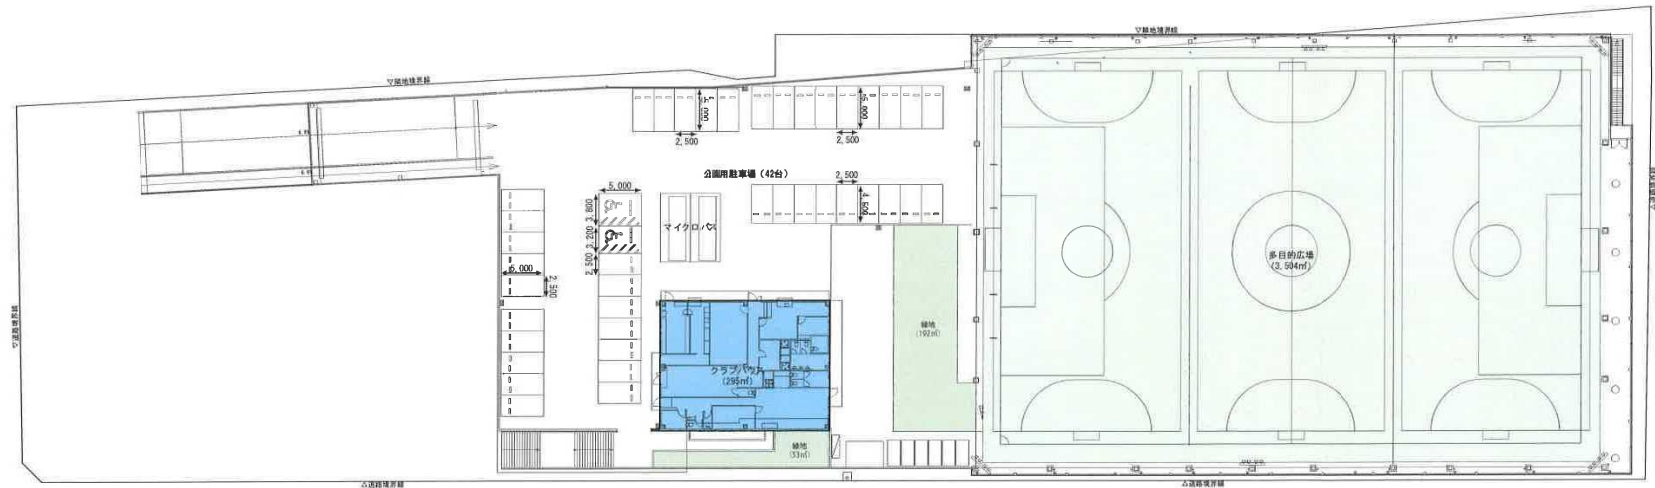 ▽隣地境界線
▽隣地境界線
5,000
2,500
5,000
2,500
公園用駐車場（42台）
2,500
4,500
5,000
3,800
3,200
2,500
マイクロバス
5,000
2,500
多目的広場
(3,504㎡)
緑地
(192㎡)
クラブハウス
(295㎡)
緑地
(53㎡)
▽道路境界線
△道路境界線
△道路境界線
△道路境界線